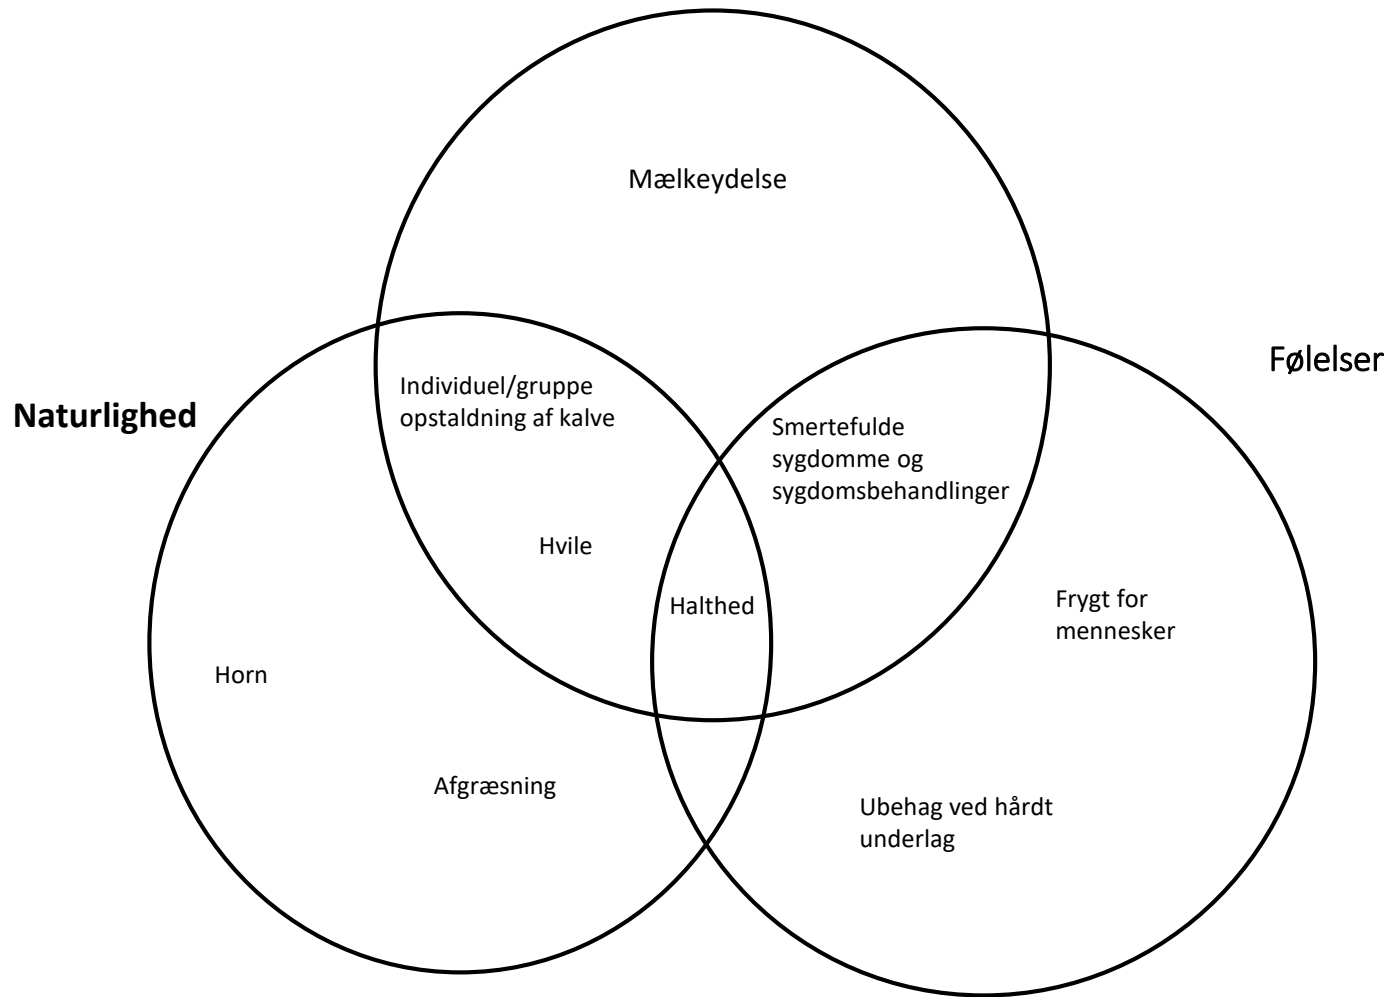 Mælkeydelse
Følelser
Naturlighed
Individuel/gruppe
opstaldning af kalve
Smertefulde
sygdomme og
sygdomsbehandlinger
Hvile
Halthed
Frygt for
mennesker
Horn
Afgræsning
Ubehag ved hårdt
underlag